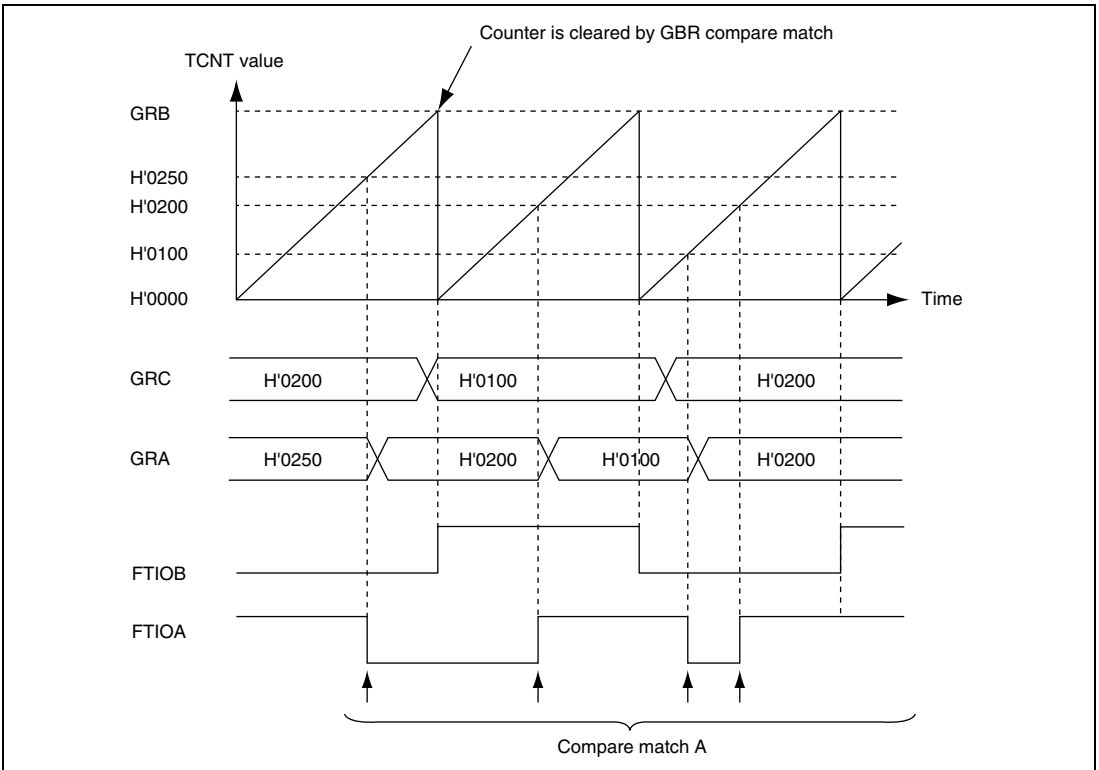 Counter is cleared by GBR compare match
TCNT value
GRB
H'0250
H'0200
H'0100
H'0000
Time
GRC
H'0200
H'0100
H'0200
GRA
H'0250
H'0200
H'0100
H'0200
FTIOB
FTIOA
Compare match A